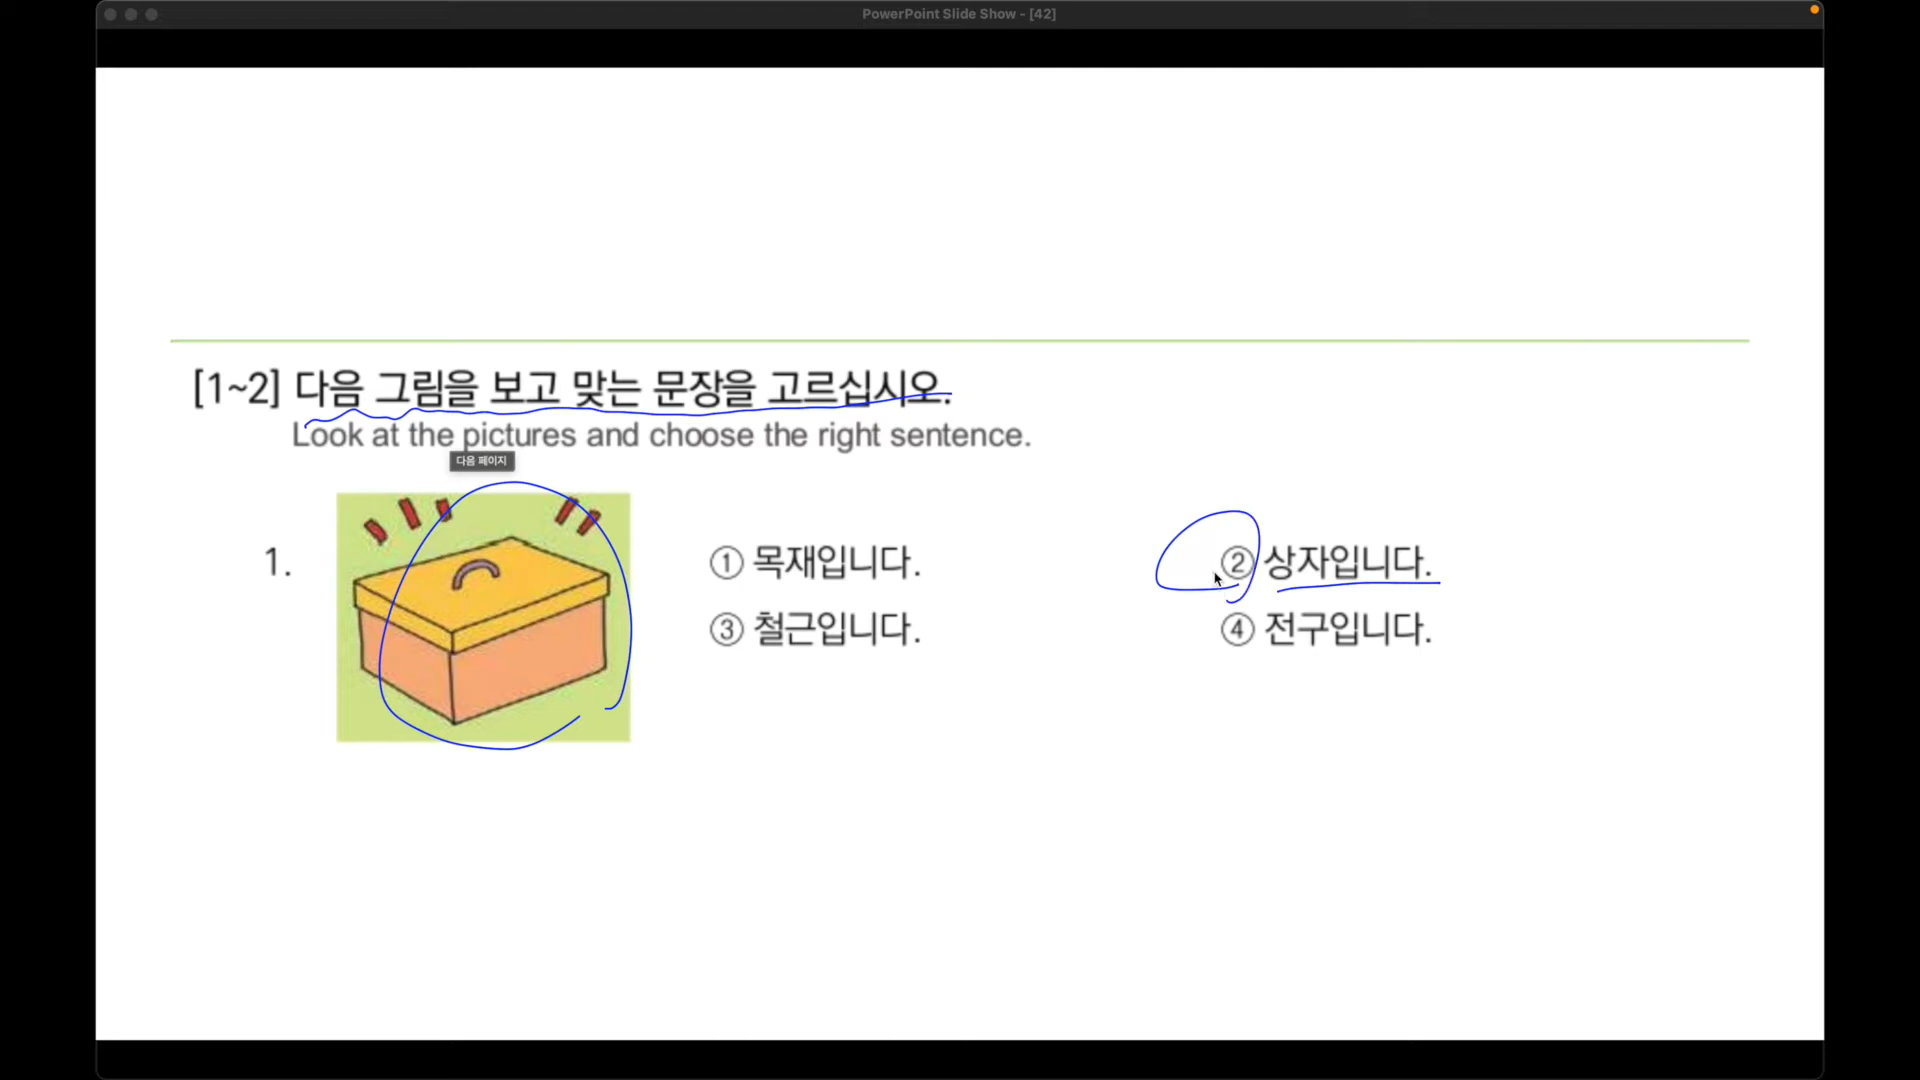 PowerPoint Slide Show - [42]
[1~2] 다음 그림을 보고 맞는 문장을 고르십시오.
Look at the pictures and choose the right sentence.
다음 페이지
1.
① 목재입니다.
② 상자입니다.
③ 철근입니다.
④ 전구입니다.